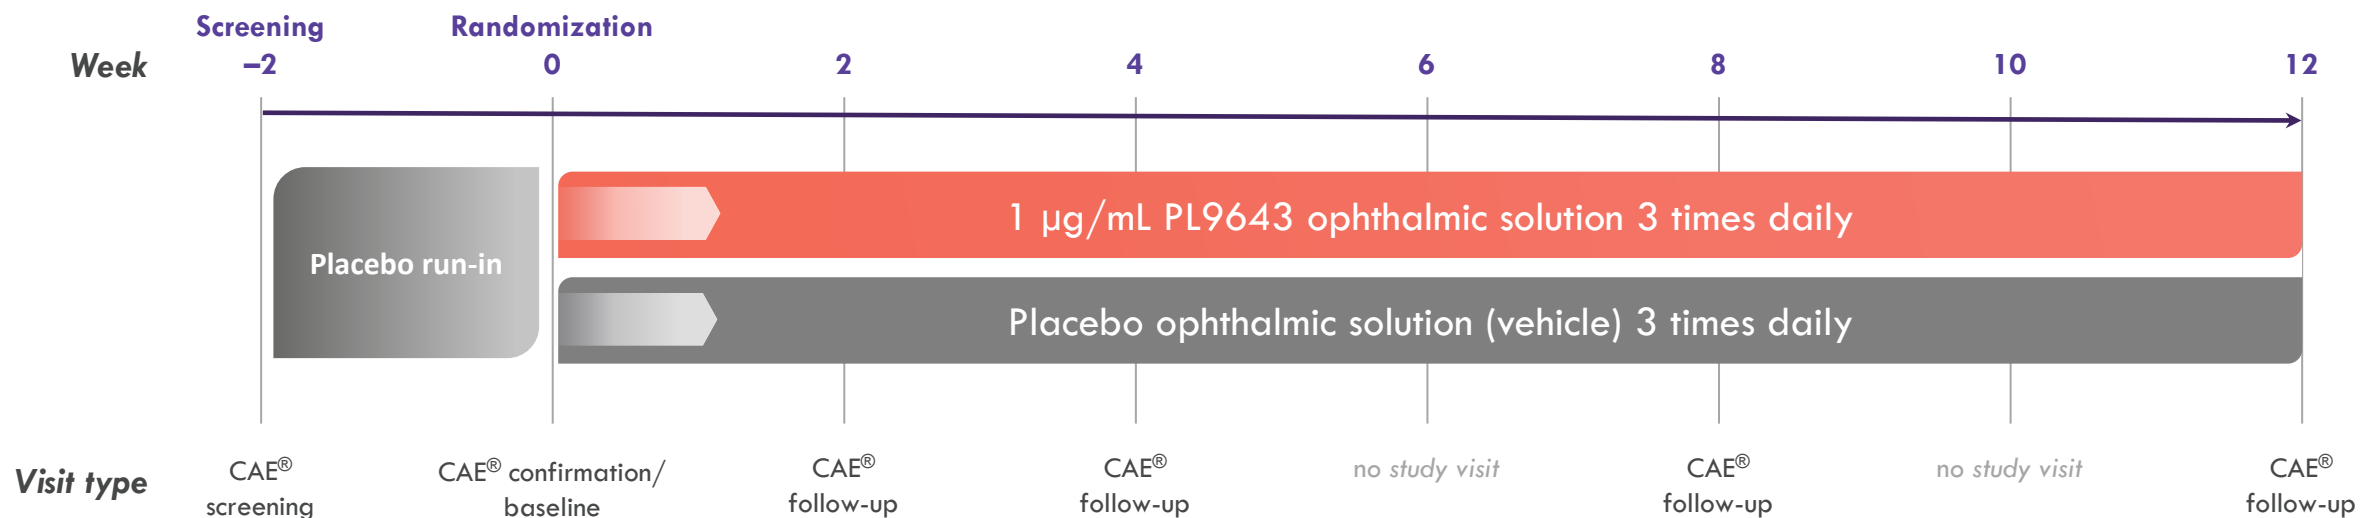 Screening Randomization
Week –2 0 2 4 6 8 10 12
1 μg/mL PL9643 ophthalmic solution 3 times daily
Placebo run-in
Placebo ophthalmic solution (vehicle) 3 times daily
Visit type
CAE®
screening
CAE® confirmation/
baseline
CAE®
follow-up
CAE®
follow-up
no study visit
CAE®
follow-up
no study visit
CAE®
follow-up